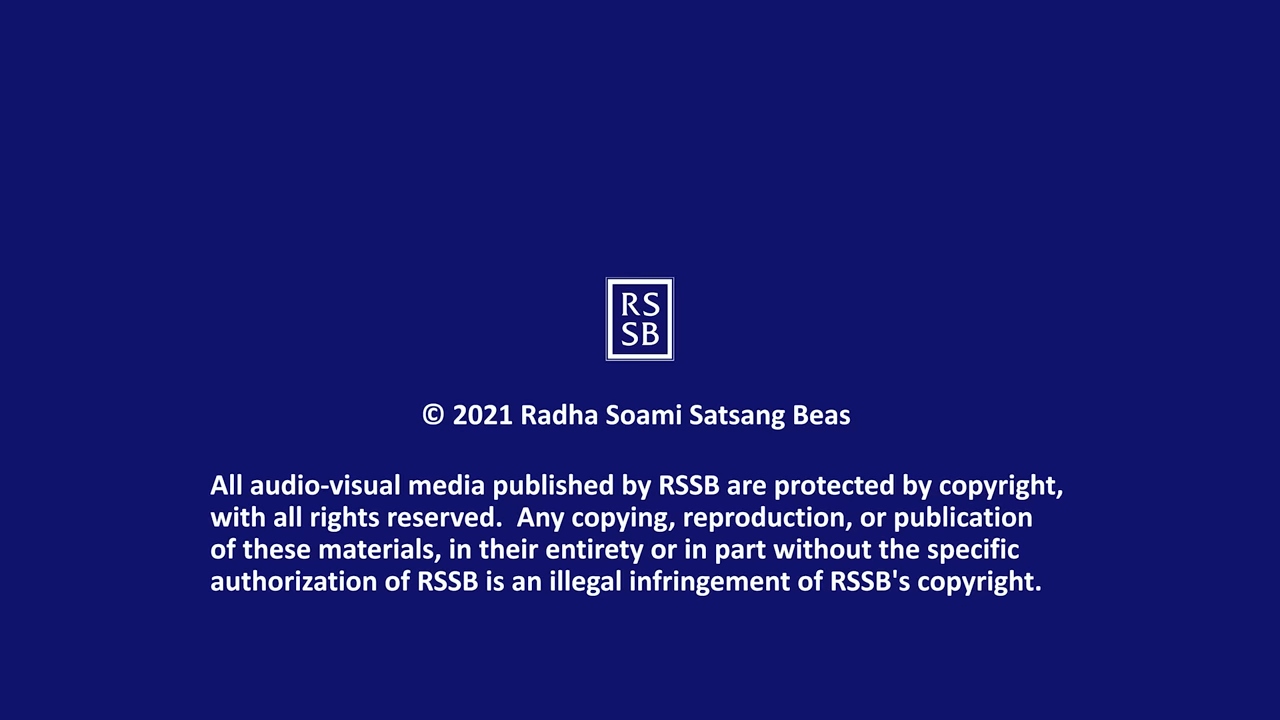 RS
SB
© 2021 Radha Soami Satsang Beas
All audio-visual media published by RSSB are protected by copyright,
with all rights reserved.  Any copying, reproduction, or publication
of these materials, in their entirety or in part without the specific
authorization of RSSB is an illegal infringement of RSSB's copyright.